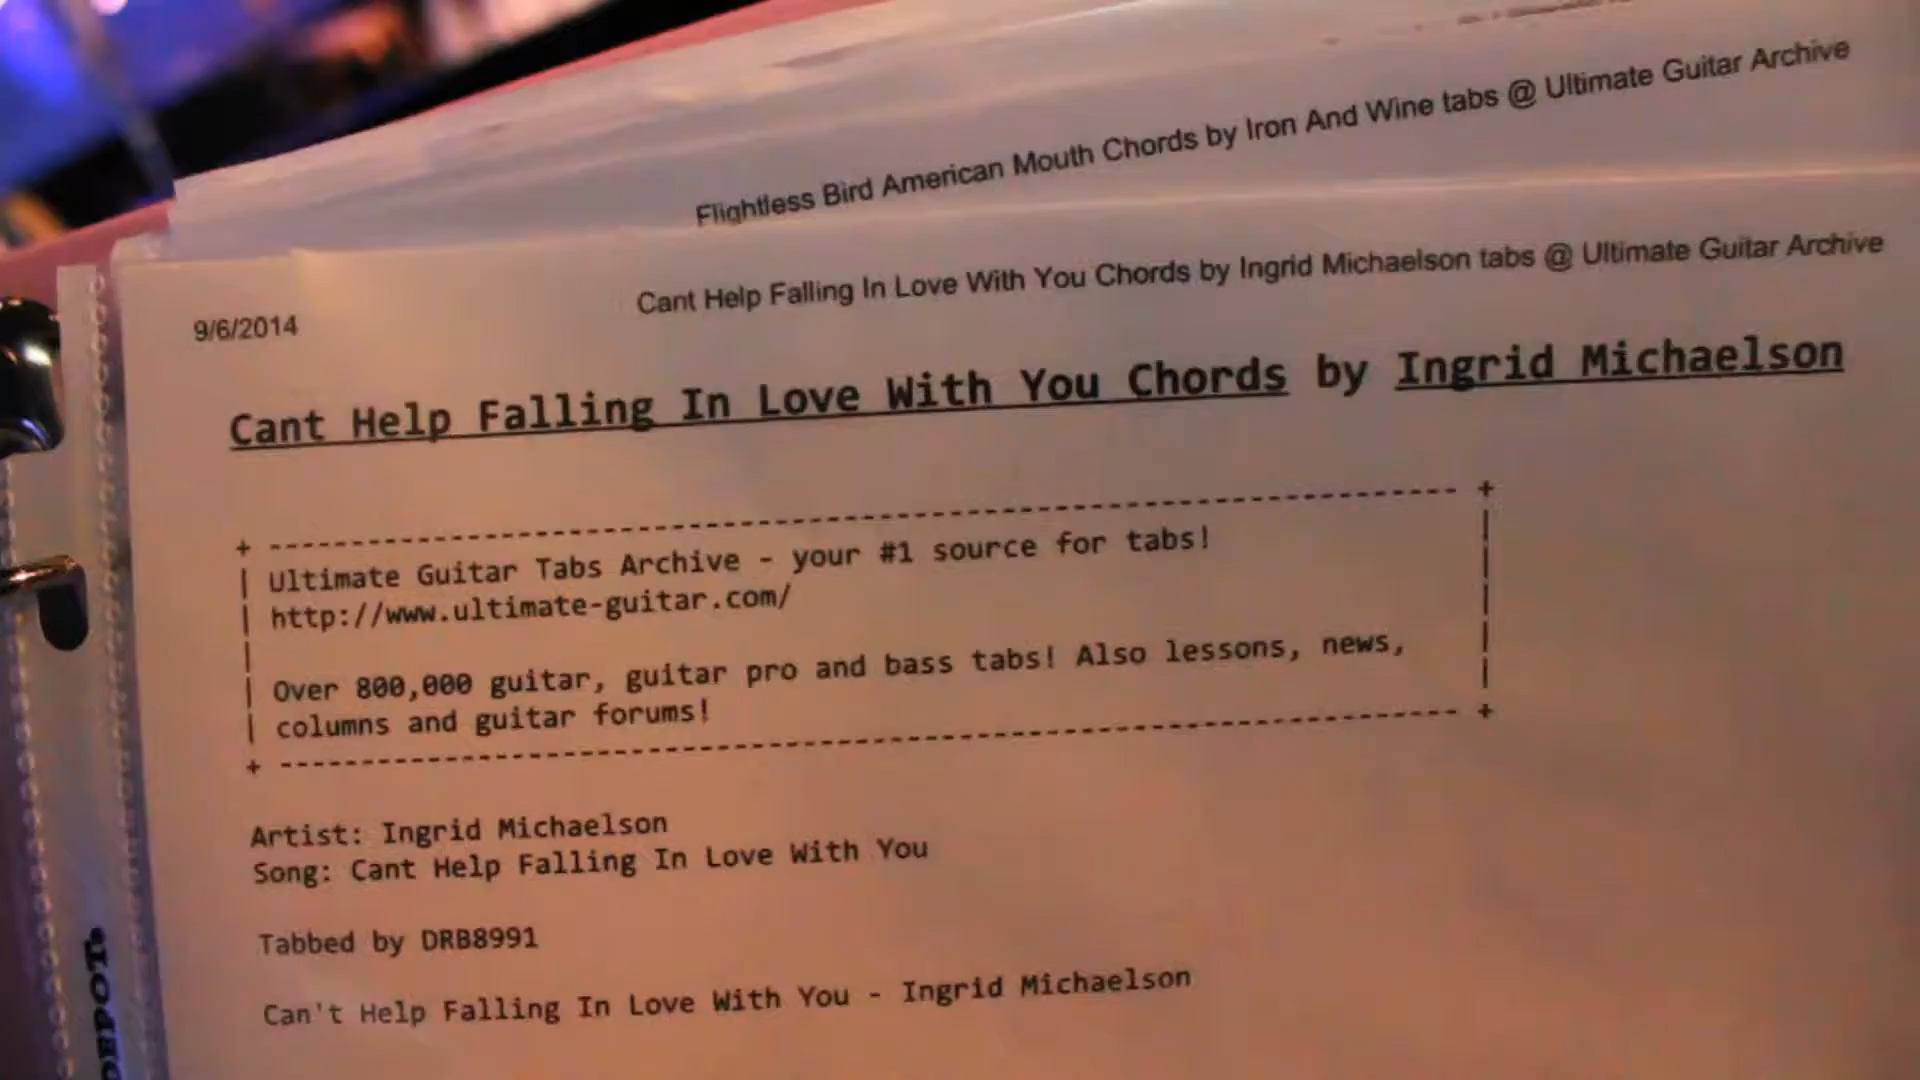 Flightless Bird American Mouth Chords by Iron And Wine tabs @ Ultimate Guitar Archive
Cant Help Falling In Love With You Chords by Ingrid Michaelson tabs @ Ultimate Guitar Archive
9/6/2014
Cant Help Falling In Love With You Chords by Ingrid Michaelson
Ultimate Guitar Tabs Archive - your #1 source for tabs!
http://www.ultimate-guitar.com/
Over 800,000 guitar, guitar pro and bass tabs! Also lessons, news,
columns and guitar forums!
Artist: Ingrid Michaelson
Song: Cant Help Falling In Love With You
Tabbed by DRB8991
Can't Help Falling In Love With You - Ingrid Michaelson
DEPOT